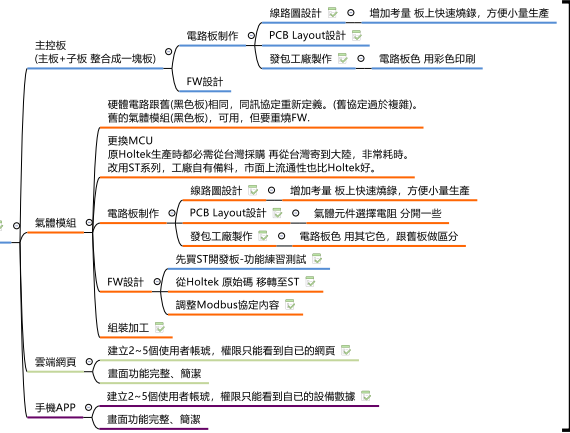 主控板
(主板+子板 整合成一塊板)
電路板制作
線路圖設計
增加考量 板上快速燒錄，方便小量生產
PCB Layout設計
發包工廠製作
電路板色 用彩色印刷
FW設計
氣體模組
硬體電路跟舊(黑色板)相同，同訊協定重新定義。(舊協定過於複雜)。
舊的氣體模組(黑色板)，可用，但要重燒FW.
更換MCU
原Holtek生產時都必需從台灣採購 再從台灣寄到大陸，非常耗時。
改用ST系列，工廠自有備料，市面上流通性也比Holtek好。
電路板制作
線路圖設計
增加考量 板上快速燒錄，方便小量生產
PCB Layout設計
氣體元件選擇電阻 分開一些
發包工廠製作
電路板色 用其它色，跟舊板做區分
FW設計
先買ST開發板-功能練習測試
從Holtek 原始碼 移轉至ST
調整Modbus協定內容
組裝加工
雲端網頁
建立2~5個使用者帳琥，權限只能看到自已的網頁
畫面功能完整、簡潔
手機APP
建立2~5個使用者帳琥，權限只能看到自已的設備數據
畫面功能完整、簡潔